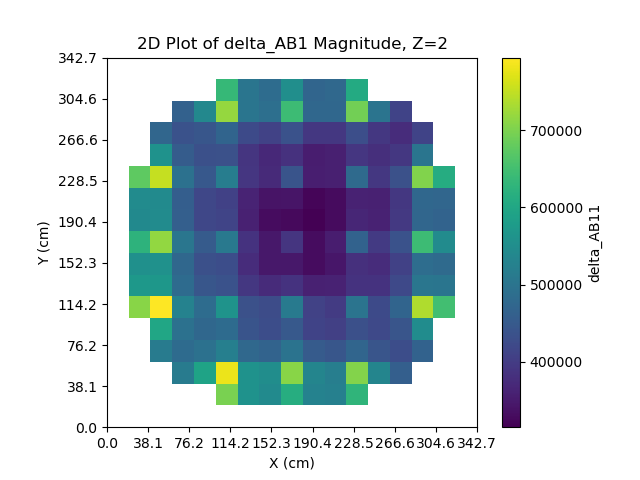 2D Plot of delta_AB1 Magnitude, Z=2
342.7
304.6
266.6
228.5
190.4
152.3
114.2
76.2
38.1
0.0
Y (cm)
0.0 38.1 76.2 114.2 152.3 190.4 228.5 266.6 304.6 342.7
X (cm)
700000
600000
500000
400000
delta_AB11